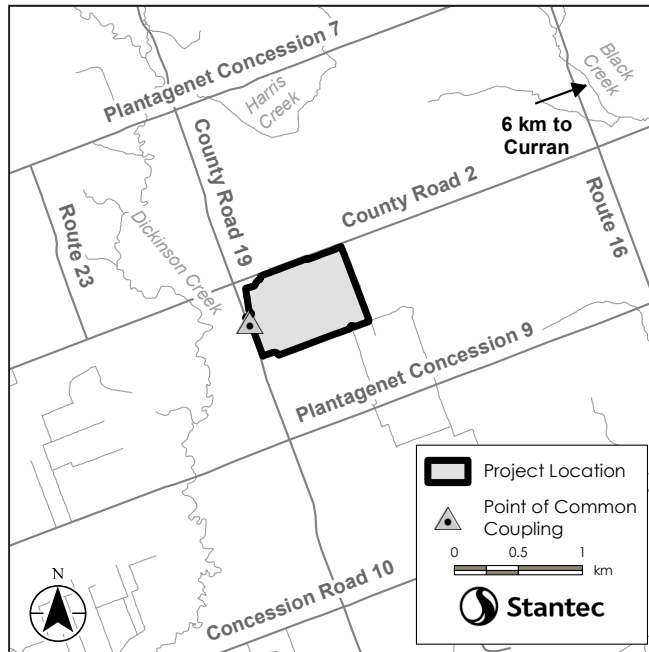 Plantagenet Concession 7
Harris
Creek
Black
Creek
6 km to
Curran
County Road 19
County Road 2
Route 16
Route 23
Dickinson Creek
Plantagenet Concession 9
Concession Road 10
Project Location
Point of Common
Coupling
0 0.5 1
km
Stantec
N